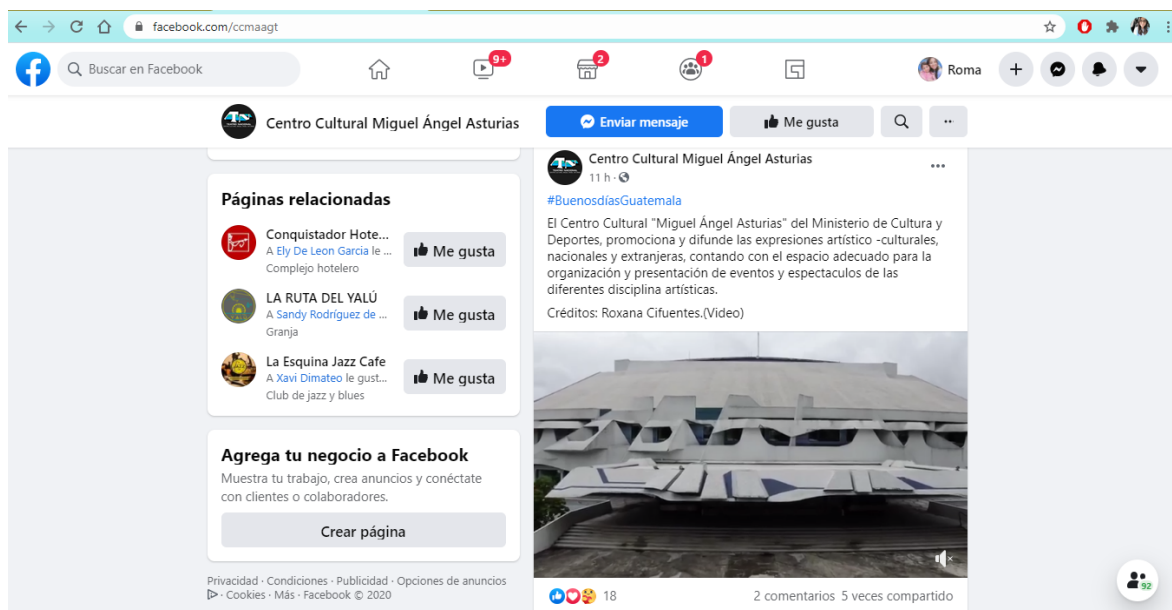 facebook.com/ccmaagt
Buscar en Facebook
9+
2
1
Roma
Centro Cultural Miguel Ángel Asturias
Enviar mensaje
Me gusta
Páginas relacionadas
Conquistador Hote...
A Ely De Leon Garcia le ...
Complejo hotelero
Me gusta
LA RUTA DEL YALÚ
A Sandy Rodríguez de ...
Granja
Me gusta
La Esquina Jazz Cafe
A Xavi Dimateo le gust...
Club de jazz y blues
Me gusta
Agrega tu negocio a Facebook
Muestra tu trabajo, crea anuncios y conéctate
con clientes o colaboradores.
Crear página
Privacidad · Condiciones · Publicidad · Opciones de anuncios
· Cookies · Más · Facebook © 2020
Centro Cultural Miguel Ángel Asturias
11 h ·
#BuenosdíasGuatemala
El Centro Cultural "Miguel Ángel Asturias" del Ministerio de Cultura y
Deportes, promociona y difunde las expresiones artístico -culturales,
nacionales y extranjeras, contando con el espacio adecuado para la
organización y presentación de eventos y espectaculos de las
diferentes disciplina artísticas.
Créditos: Roxana Cifuentes.(Video)
18
2 comentarios 5 veces compartido
92